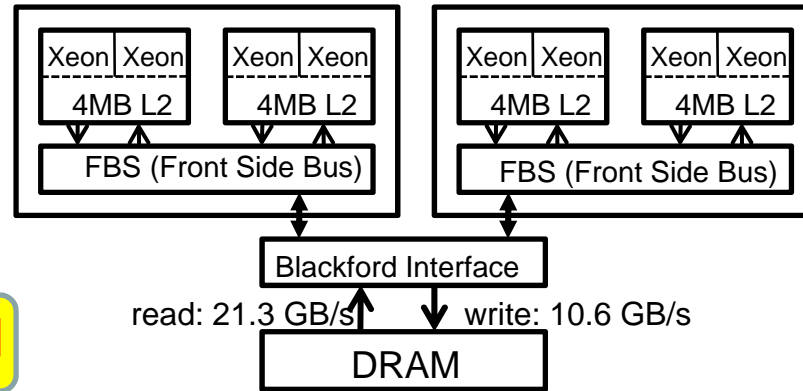 Xeon Xeon Xeon Xeon Xeon Xeon Xeon Xeon
4MB L2 4MB L2 4MB L2 4MB L2
FBS (Front Side Bus) FBS (Front Side Bus)
Blackford Interface
read: 21.3 GB/s write: 10.6 GB/s
DRAM